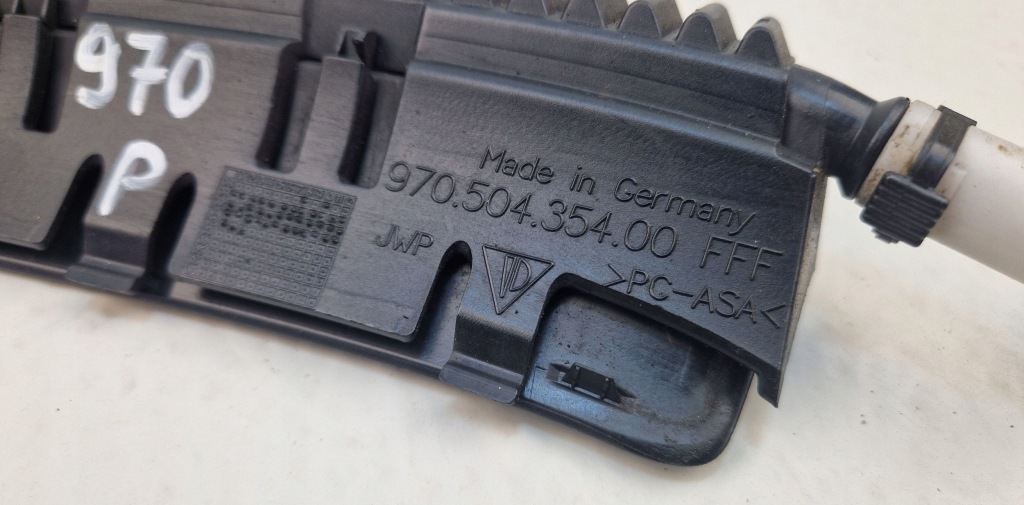 970
P
Made in Germany
970.504.354.00 FFF
JWP
>PC-ASA<